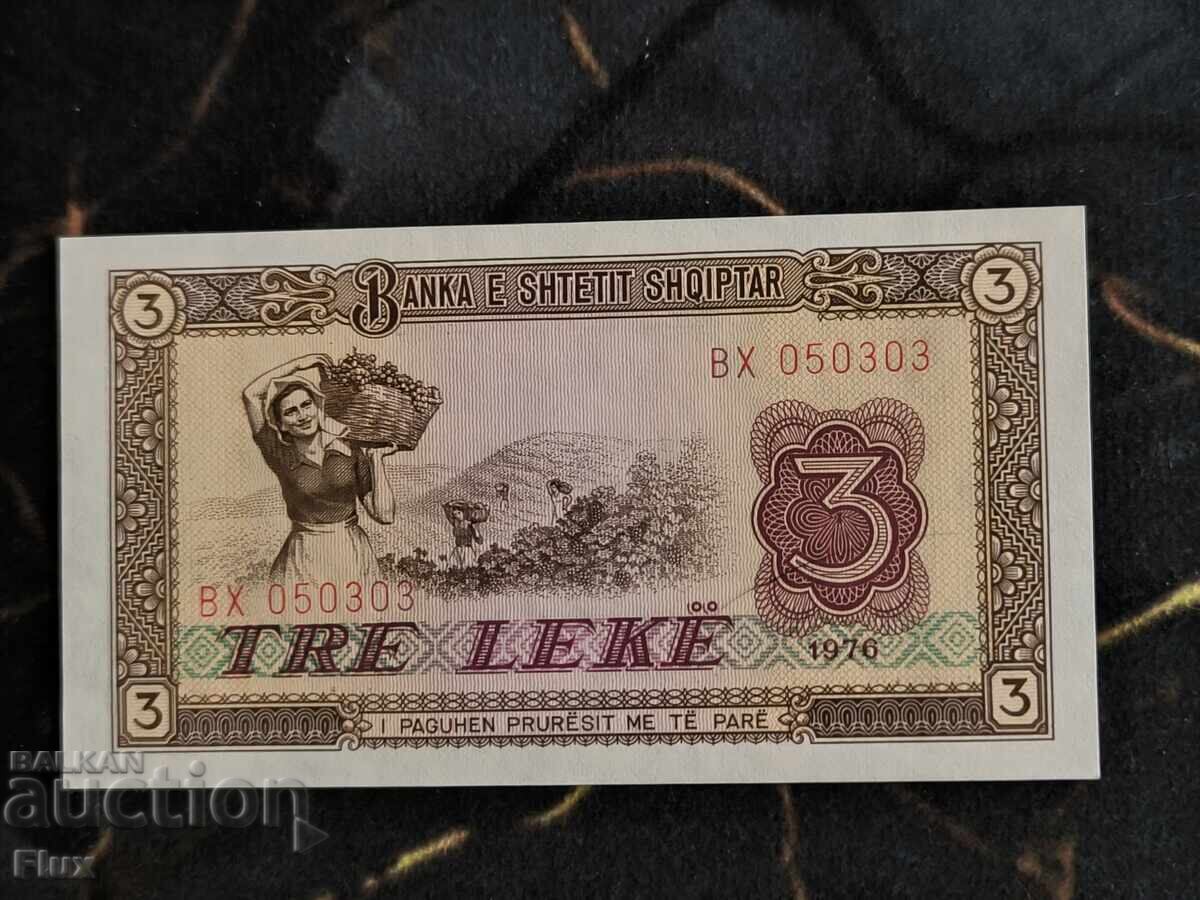 3
BANKA E SHTETIT SHQIPTAR
3
BX 050303
3
BX 050303
TRE LEKË
1976
3
I PAGUHEN PRURËSIT ME TË PARË
3
BALKAN
auction
Flux